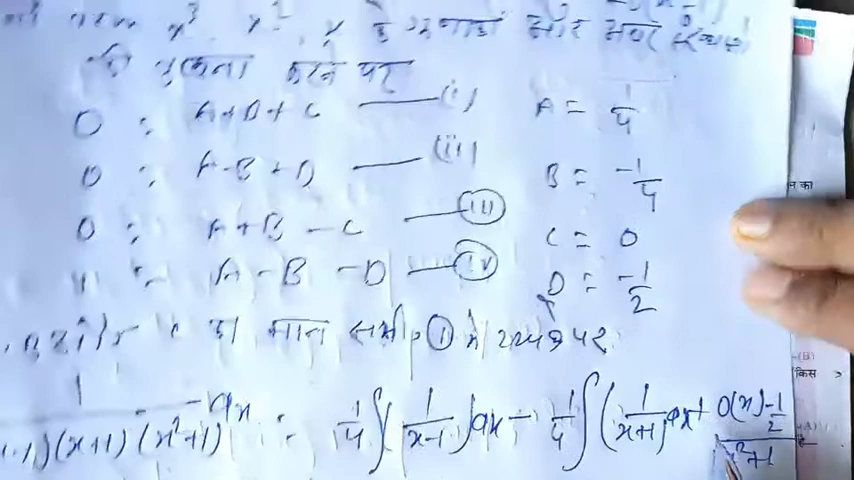 x³, x², x के गुणांकों और अचर
की तुलना करने पर
0 = A+B+C —(i) A = 1/4
0 = A-B+D —(ii) B = -1/4
0 = A+B-C —(iii) C = 0
1 = A-B-D —(iv) D = -1/2
का मान समी० (1) में रखने पर
1/((x-1)(x+1)(x²+1)) dx = 1/4 ∫(1/(x-1))dx - 1/4 ∫(1/(x+1))dx + (0(x)-1/2)/(x²+1)
किस